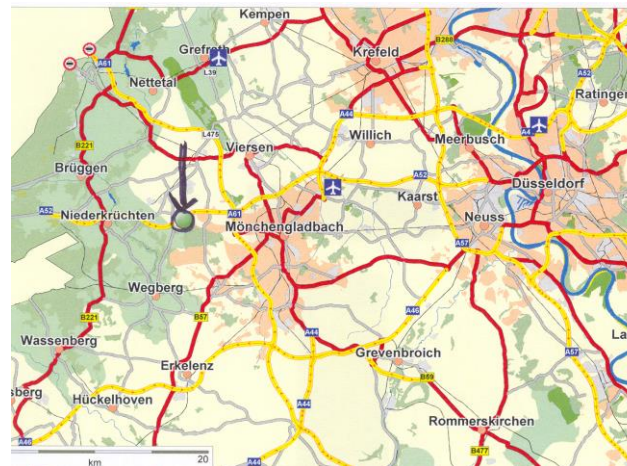 Kempen
B288
Grefrath
Krefeld
A61
L39
A52
Nettetal
Ratingen
A44
L475
Willich
Meerbusch
A4
B221
Viersen
Brüggen
A52
Düsseldorf
Kaarst
A52
Niederkrüchten
A61
Neuss
Mönchengladbach
A57
Wegberg
B221
B57
A46
A44
Wassenberg
Grevenbroich
A57
La
Erkelenz
B59
sberg
Hückelhoven
A44
Rommerskirchen
A46
B477
A44
km
20